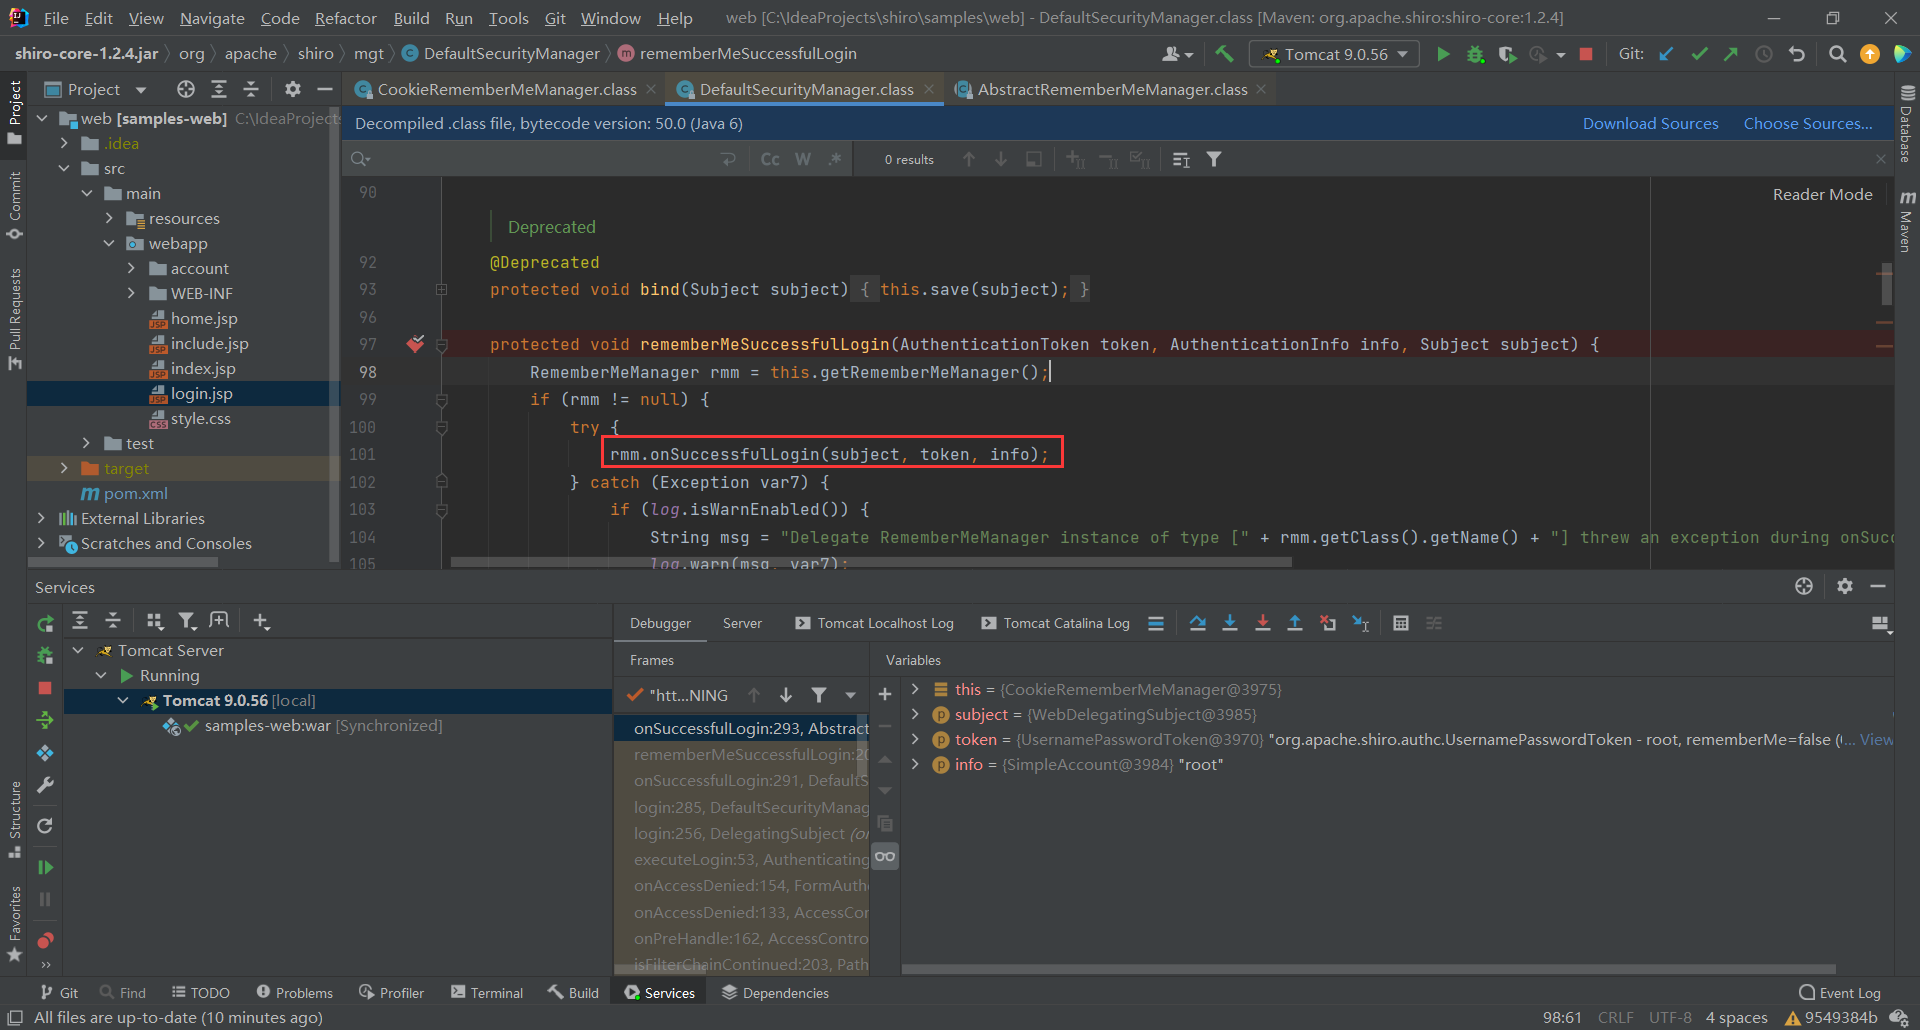 File Edit View Navigate Code Refactor Build Run Tools Git Window Help web [C:\IdeaProjects\shiro\samples\web] - DefaultSecurityManager.class [Maven: org.apache.shiro:shiro-core:1.2.4]
shiro-core-1.2.4.jar org apache shiro mgt C DefaultSecurityManager m rememberMeSuccessfulLogin Tomcat 9.0.56 Git:
Project
Commit
Pull Requests
Structure
Favorites
Project
web [samples-web] C:\IdeaProjects
.idea
src
main
resources
webapp
account
WEB-INF
home.jsp
include.jsp
index.jsp
login.jsp
style.css
test
target
pom.xml
External Libraries
Scratches and Consoles
CookieRememberMeManager.class DefaultSecurityManager.class AbstractRememberMeManager.class
Decompiled .class file, bytecode version: 50.0 (Java 6) Download Sources Choose Sources...
Cc W .* 0 results
Reader Mode
90
Deprecated
92 @Deprecated
93 protected void bind(Subject subject) { this.save(subject); }
96
97 protected void rememberMeSuccessfulLogin(AuthenticationToken token, AuthenticationInfo info, Subject subject) {
98 RememberMeManager rmm = this.getRememberMeManager();
99 if (rmm != null) {
100 try {
101 rmm.onSuccessfulLogin(subject, token, info);
102 } catch (Exception var7) {
103 if (log.isWarnEnabled()) {
104 String msg = "Delegate RememberMeManager instance of type [" + rmm.getClass().getName() + "] threw an exception during onSuc
105 log.warn(msg, var7);
Database
Maven
Services
Tomcat Server
Running
Tomcat 9.0.56 [local]
samples-web:war [Synchronized]
Debugger Server Tomcat Localhost Log Tomcat Catalina Log
Frames
"htt...NING
onSuccessfulLogin:293, Abstract
rememberMeSuccessfulLogin:20
onSuccessfulLogin:291, DefaultS
login:285, DefaultSecurityManag
login:256, DelegatingSubject (or
executeLogin:53, Authenticating
onAccessDenied:154, FormAuthe
onAccessDenied:133, AccessCon
onPreHandle:162, AccessContro
isFilterChainContinued:203, Path
Variables
this = {CookieRememberMeManager@3975}
subject = {WebDelegatingSubject@3985}
token = {UsernamePasswordToken@3970} "org.apache.shiro.authc.UsernamePasswordToken - root, rememberMe=false (... View
info = {SimpleAccount@3984} "root"
Git Find TODO Problems Profiler Terminal Build Services Dependencies Event Log
All files are up-to-date (10 minutes ago) 98:61 CRLF UTF-8 4 spaces 9549384b